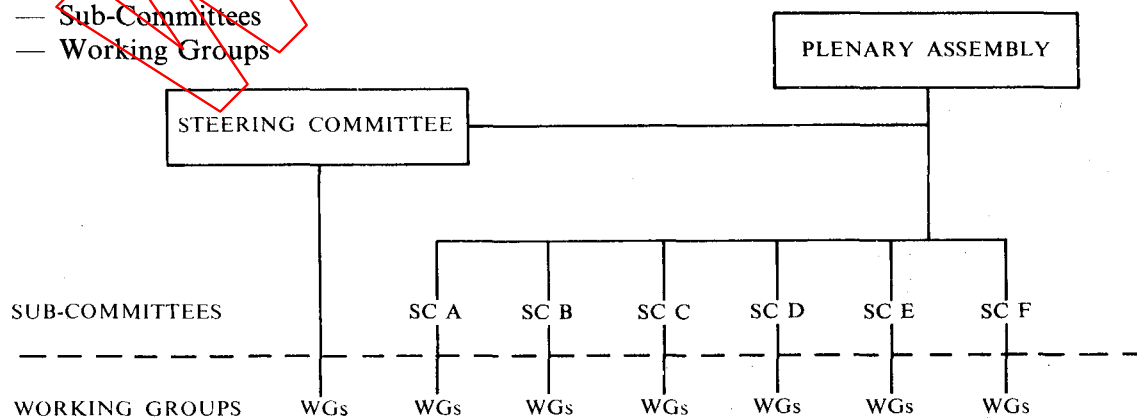 — Sub-Committees
— Working Groups
PLENARY ASSEMBLY
STEERING COMMITTEE
SUB-COMMITTEES SC A SC B SC C SC D SC E SC F
WORKING GROUPS WGs WGs WGs WGs WGs WGs WGs